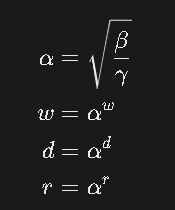 α = √(β/γ)
w = α^w
d = α^d
r = α^r